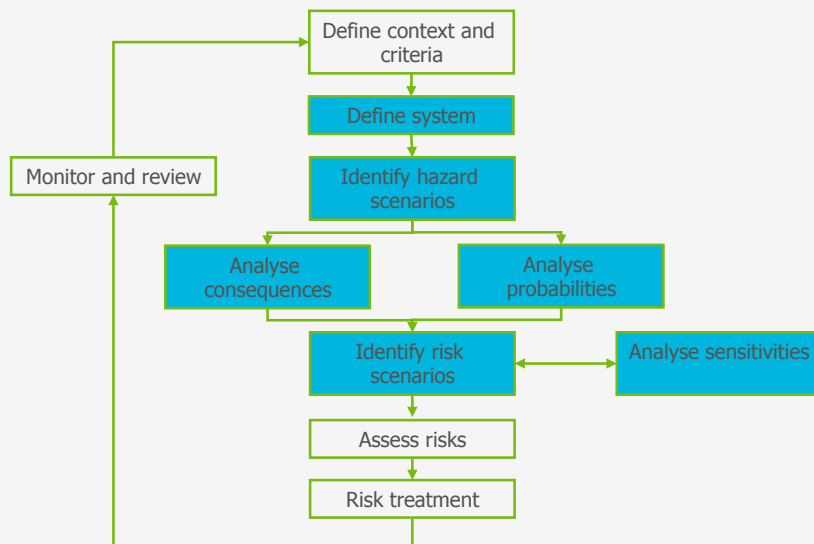 Define context and
criteria
Define system
Monitor and review
Identify hazard
scenarios
Analyse
consequences
Analyse
probabilities
Identify risk
scenarios
Analyse sensitivities
Assess risks
Risk treatment